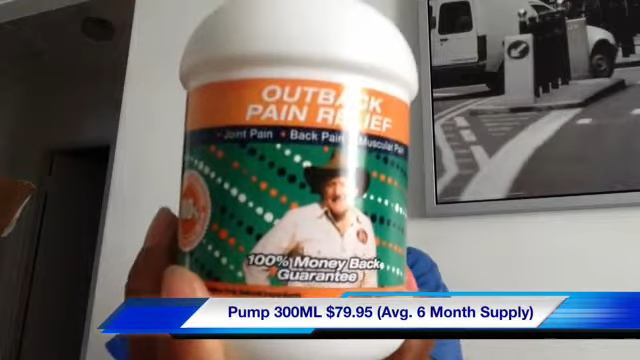 OUTBACK
PAIN RELIEF
• Joint Pain • Back Pain • Muscular Pain
100% Money Back
Guarantee
Pump 300ML $79.95 (Avg. 6 Month Supply)